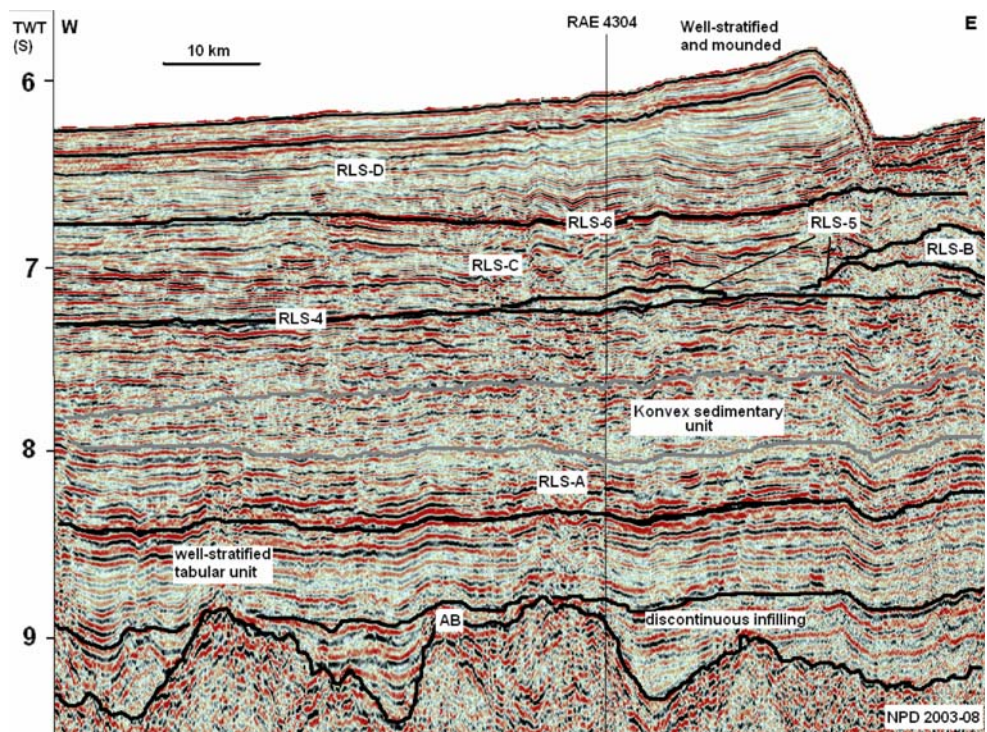 TWT
(S)
W
RAE 4304
Well-stratified
and mounded
E
10 km
6
RLS-D
RLS-6
RLS-5
RLS-B
7
RLS-C
RLS-4
Konvex sedimentary
unit
8
RLS-A
well-stratified
tabular unit
AB
discontinuous infilling
9
NPD 2003-08